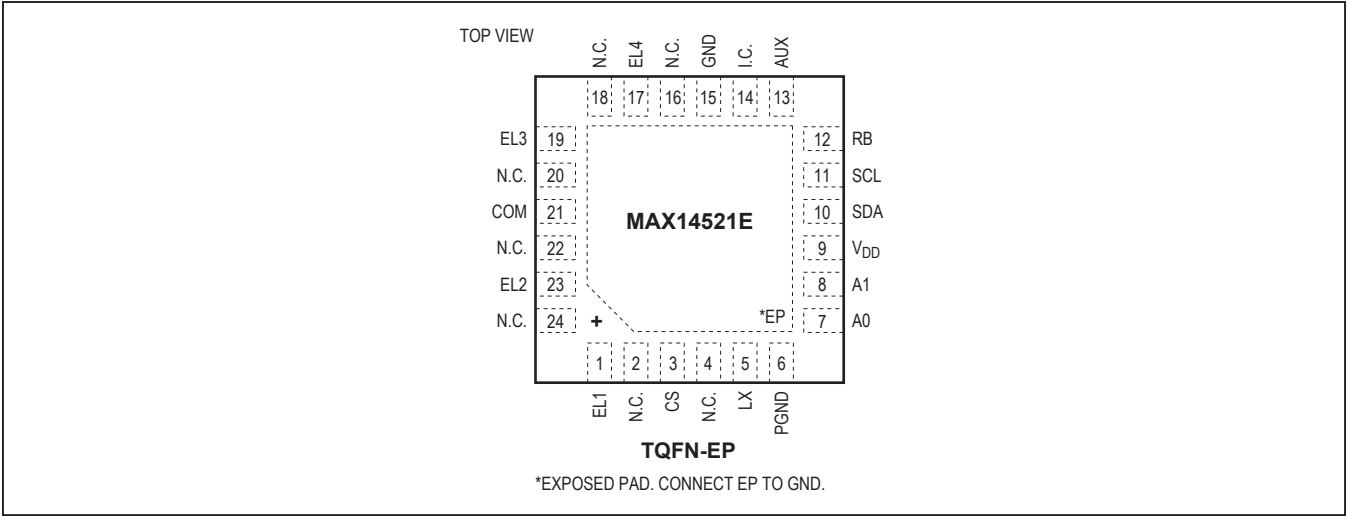 TOP VIEW
N.C. EL4 N.C. GND I.C. AUX
18 17 16 15 14 13
EL3 19 12 RB
N.C. 20 11 SCL
COM 21 10 SDA
MAX14521E
N.C. 22 9 VDD
EL2 23 8 A1
*EP
N.C. 24 + 7 A0
1 2 3 4 5 6
EL1 N.C. CS N.C. LX PGND
TQFN-EP
*EXPOSED PAD. CONNECT EP TO GND.